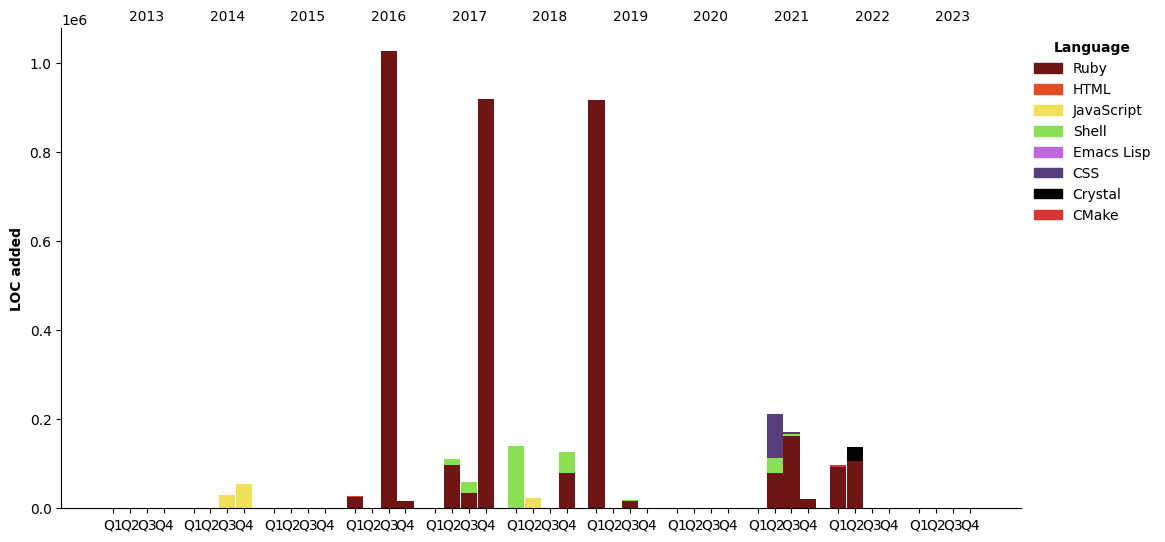 2013 2014 2015 2016 2017 2018 2019 2020 2021 2022 2023
1e6
Language
Ruby
HTML
JavaScript
Shell
Emacs Lisp
CSS
Crystal
CMake
LOC added
1.0
0.8
0.6
0.4
0.2
0.0
Q1Q2Q3Q4 Q1Q2Q3Q4 Q1Q2Q3Q4 Q1Q2Q3Q4 Q1Q2Q3Q4 Q1Q2Q3Q4 Q1Q2Q3Q4 Q1Q2Q3Q4 Q1Q2Q3Q4 Q1Q2Q3Q4 Q1Q2Q3Q4